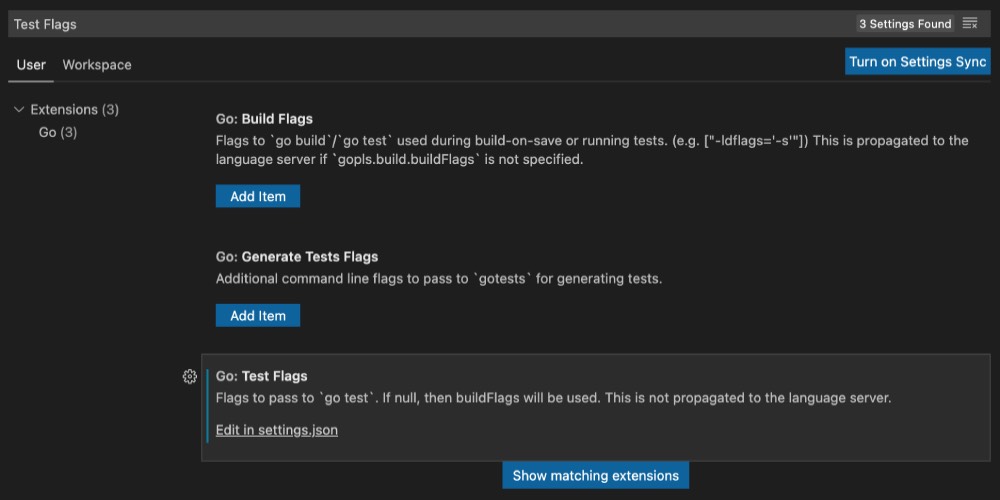 Test Flags
3 Settings Found
User
Workspace
Turn on Settings Sync
Extensions (3)
Go (3)
Go: Build Flags
Flags to `go build`/`go test` used during build-on-save or running tests. (e.g. ["-ldflags='-s'"]) This is propagated to the
language server if `gopls.build.buildFlags` is not specified.
Add Item
Go: Generate Tests Flags
Additional command line flags to pass to `gotests` for generating tests.
Add Item
Go: Test Flags
Flags to pass to `go test`. If null, then buildFlags will be used. This is not propagated to the language server.
Edit in settings.json
Show matching extensions